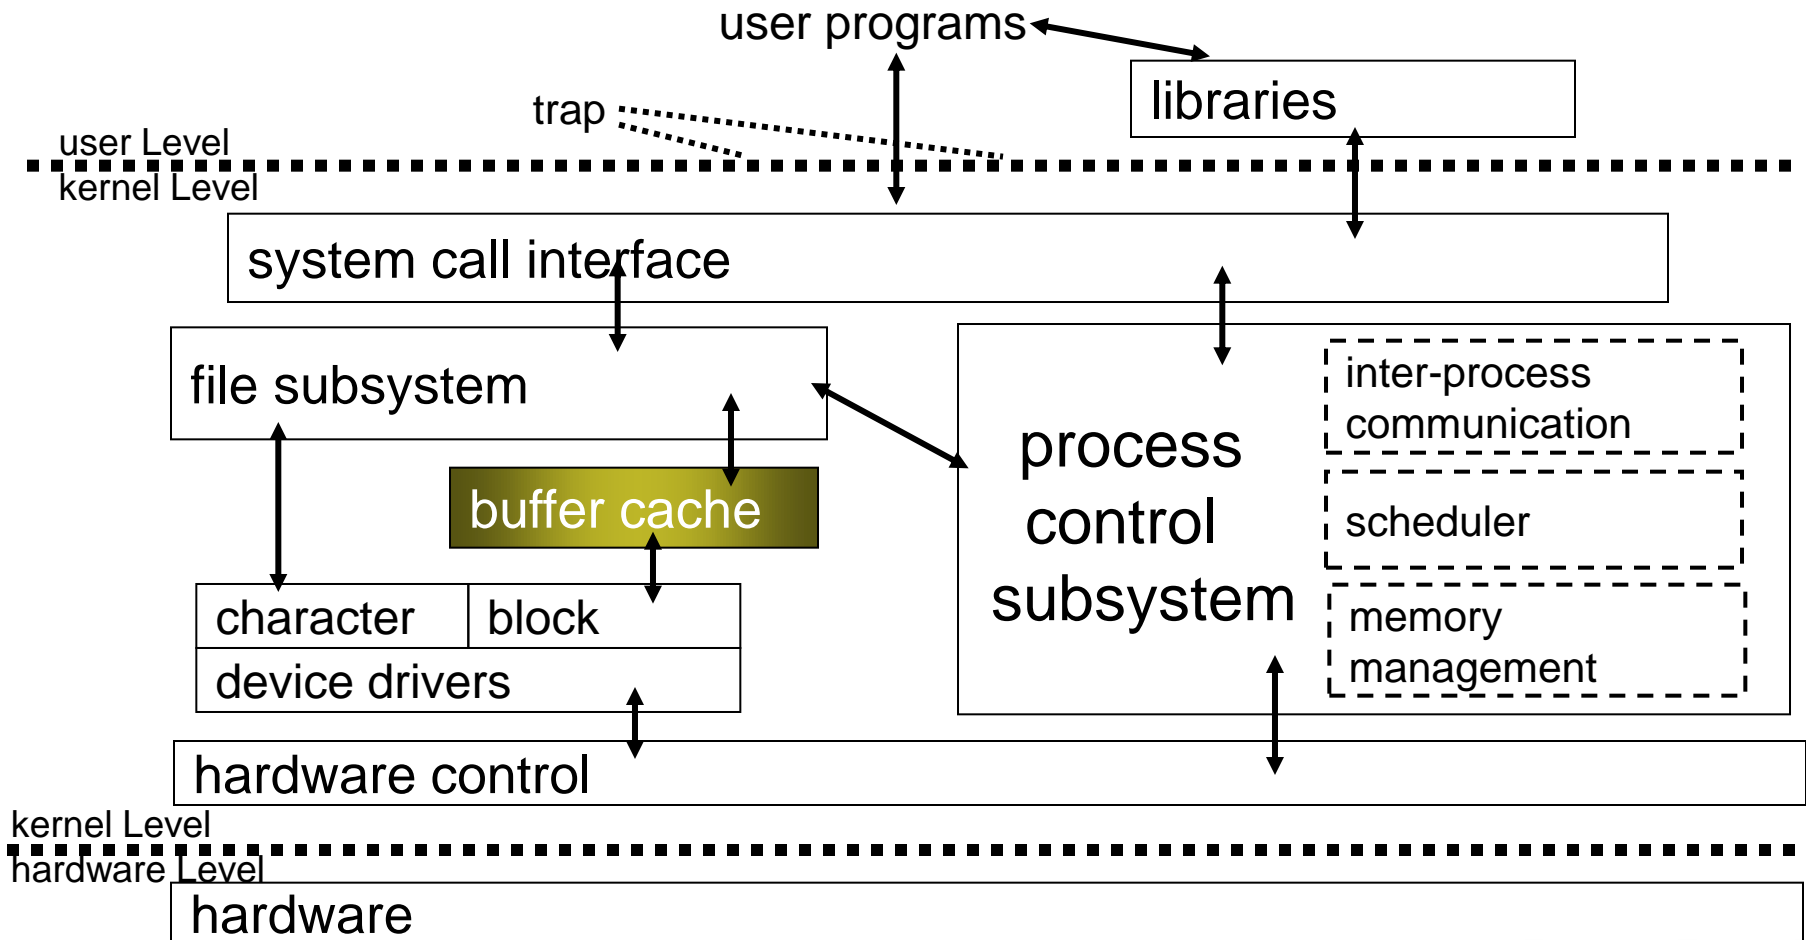 user programs
libraries
trap
user Level
kernel Level
system call interface
file subsystem
buffer cache
character
block
device drivers
process
control
subsystem
inter-process
communication
scheduler
memory
management
hardware control
kernel Level
hardware Level
hardware